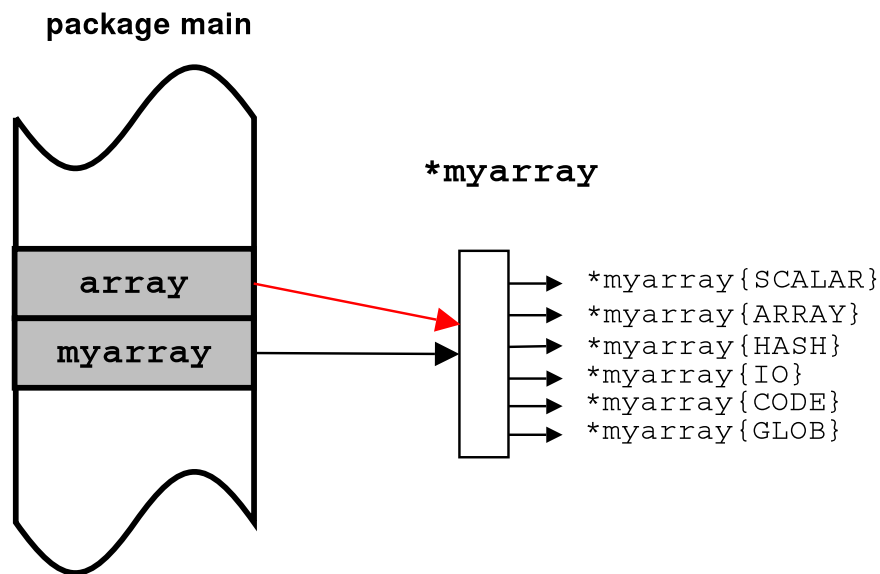 package main
*myarray
array
myarray
*myarray{SCALAR}
*myarray{ARRAY}
*myarray{HASH}
*myarray{IO}
*myarray{CODE}
*myarray{GLOB}